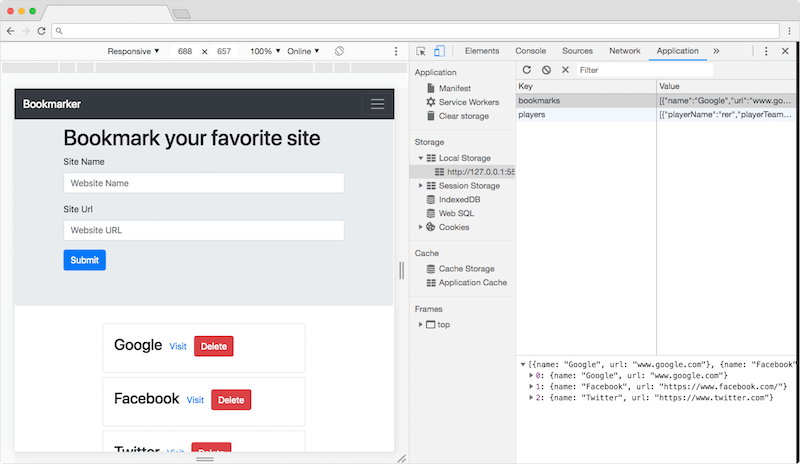 Responsive ▼ 688 × 657 100% ▼ Online ▼
Elements Console Sources Network Application »
Bookmarker
Bookmark your favorite site
Site Name
Website Name
Site Url
Website URL
Submit
Google Visit Delete
Facebook Visit Delete
Twitter Visit Delete
Application
Manifest
Service Workers
Clear storage
Storage
Local Storage
http://127.0.0.1:55
Session Storage
IndexedDB
Web SQL
Cookies
Cache
Cache Storage
Application Cache
Frames
top
Filter
Key Value
bookmarks [{"name":"Google","url":"www.go...
players [{"playerName":"rer","playerTeam...
▼ [{name: "Google", url: "www.google.com"}, {name: "Facebook"
▶ 0: {name: "Google", url: "www.google.com"}
▶ 1: {name: "Facebook", url: "https://www.facebook.com/"}
▶ 2: {name: "Twitter", url: "https://www.twitter.com"}